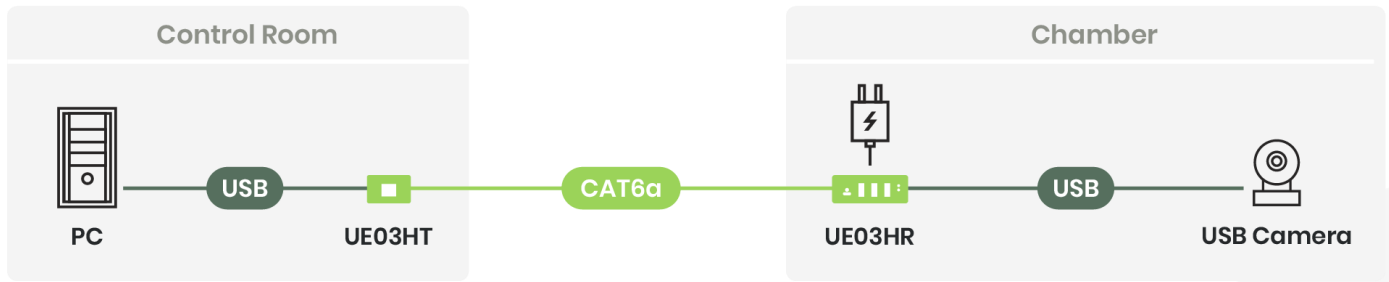 Control Room
Chamber
USB
CAT6a
USB
PC
UE03HT
UE03HR
USB Camera